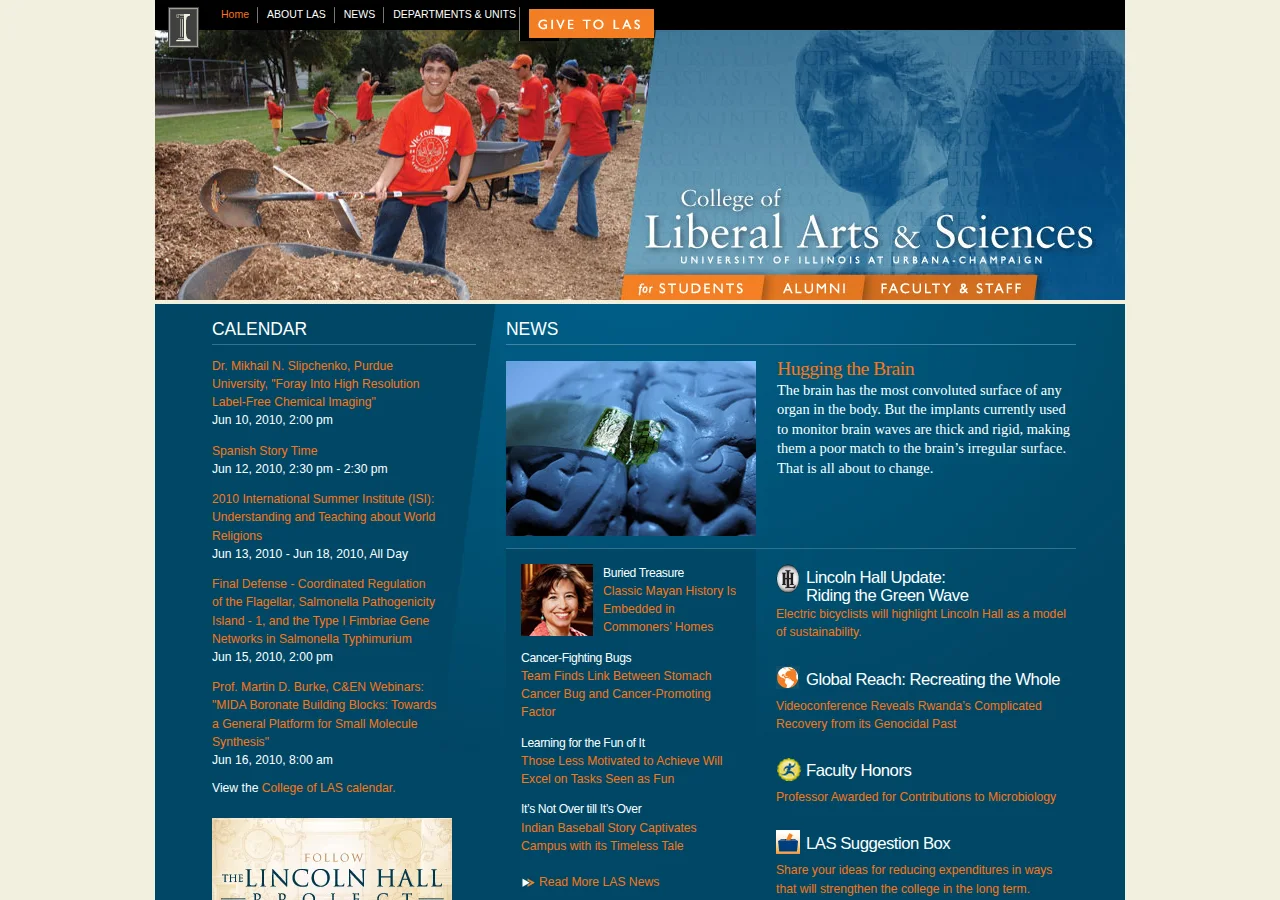 Home
ABOUT LAS
NEWS
DEPARTMENTS & UNITS
GIVE TO LAS
College of
Liberal Arts & Sciences
UNIVERSITY OF ILLINOIS AT URBANA-CHAMPAIGN
for STUDENTS
ALUMNI
FACULTY & STAFF
CALENDAR
Dr. Mikhail N. Slipchenko, Purdue
University, "Foray Into High Resolution
Label-Free Chemical Imaging"
Jun 10, 2010, 2:00 pm
Spanish Story Time
Jun 12, 2010, 2:30 pm - 2:30 pm
2010 International Summer Institute (ISI):
Understanding and Teaching about World
Religions
Jun 13, 2010 - Jun 18, 2010, All Day
Final Defense - Coordinated Regulation
of the Flagellar, Salmonella Pathogenicity
Island - 1, and the Type I Fimbriae Gene
Networks in Salmonella Typhimurium
Jun 15, 2010, 2:00 pm
Prof. Martin D. Burke, C&EN Webinars:
"MIDA Boronate Building Blocks: Towards
a General Platform for Small Molecule
Synthesis"
Jun 16, 2010, 8:00 am
View the College of LAS calendar.
FOLLOW
THE LINCOLN HALL
PROJECT
NEWS
Hugging the Brain
The brain has the most convoluted surface of any
organ in the body. But the implants currently used
to monitor brain waves are thick and rigid, making
them a poor match to the brain’s irregular surface.
That is all about to change.
Buried Treasure
Classic Mayan History Is
Embedded in
Commoners’ Homes
Cancer-Fighting Bugs
Team Finds Link Between Stomach
Cancer Bug and Cancer-Promoting
Factor
Learning for the Fun of It
Those Less Motivated to Achieve Will
Excel on Tasks Seen as Fun
It's Not Over till It's Over
Indian Baseball Story Captivates
Campus with its Timeless Tale
Read More LAS News
Lincoln Hall Update:
Riding the Green Wave
Electric bicyclists will highlight Lincoln Hall as a model
of sustainability.
Global Reach: Recreating the Whole
Videoconference Reveals Rwanda's Complicated
Recovery from its Genocidal Past
Faculty Honors
Professor Awarded for Contributions to Microbiology
LAS Suggestion Box
Share your ideas for reducing expenditures in ways
that will strengthen the college in the long term.